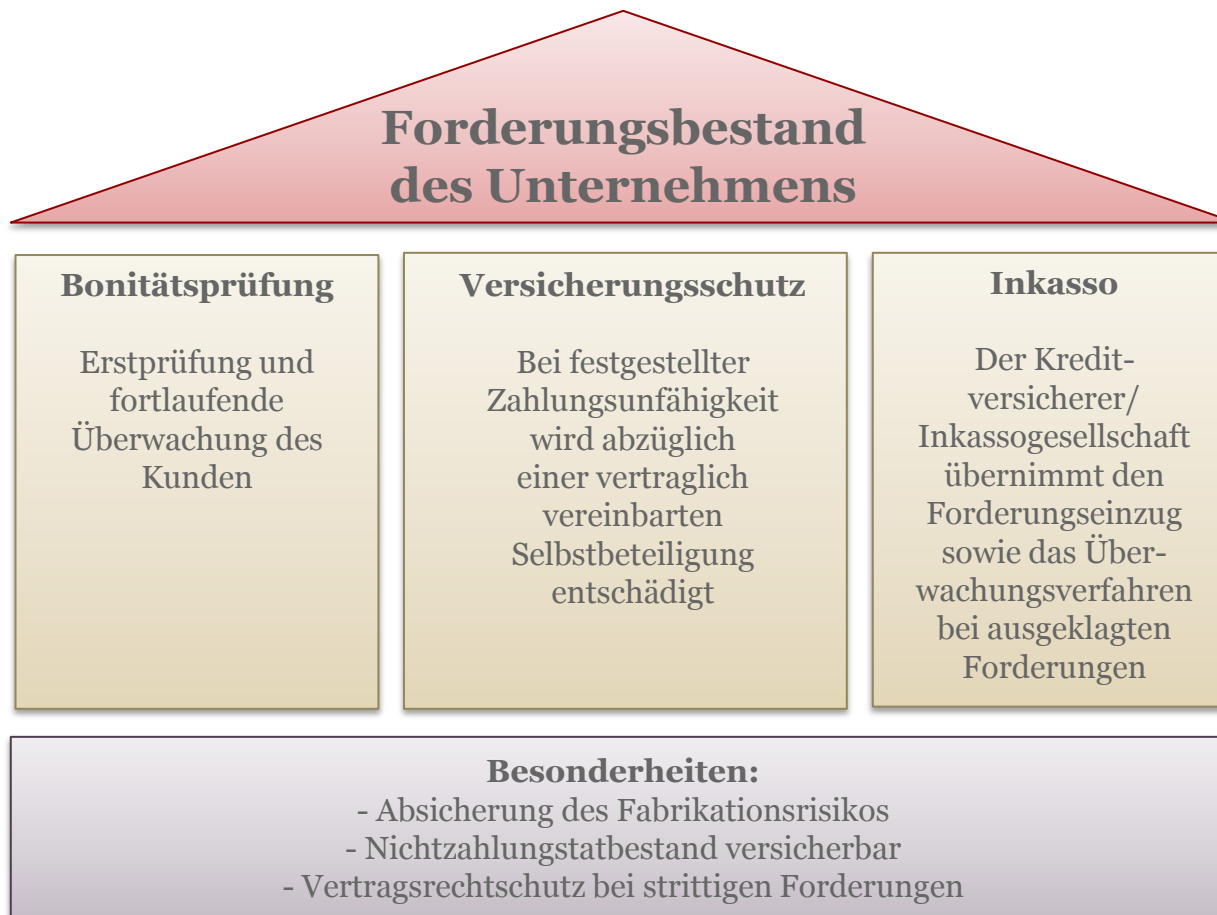 Forderungsbestand
des Unternehmens
Bonitätsprüfung
Erstprüfung und
fortlaufende
Überwachung des
Kunden
Versicherungsschutz
Bei festgestellter
Zahlungsunfähigkeit
wird abzüglich
einer vertraglich
vereinbarten
Selbstbeteiligung
entschädigt
Inkasso
Der Kredit-
versicherer/
Inkassogesellschaft
übernimmt den
Forderungseinzug
sowie das Über-
wachungsverfahren
bei ausgeklagten
Forderungen
Besonderheiten:
- Absicherung des Fabrikationsrisikos
- Nichtzahlungstatbestand versicherbar
- Vertragsrechtschutz bei strittigen Forderungen